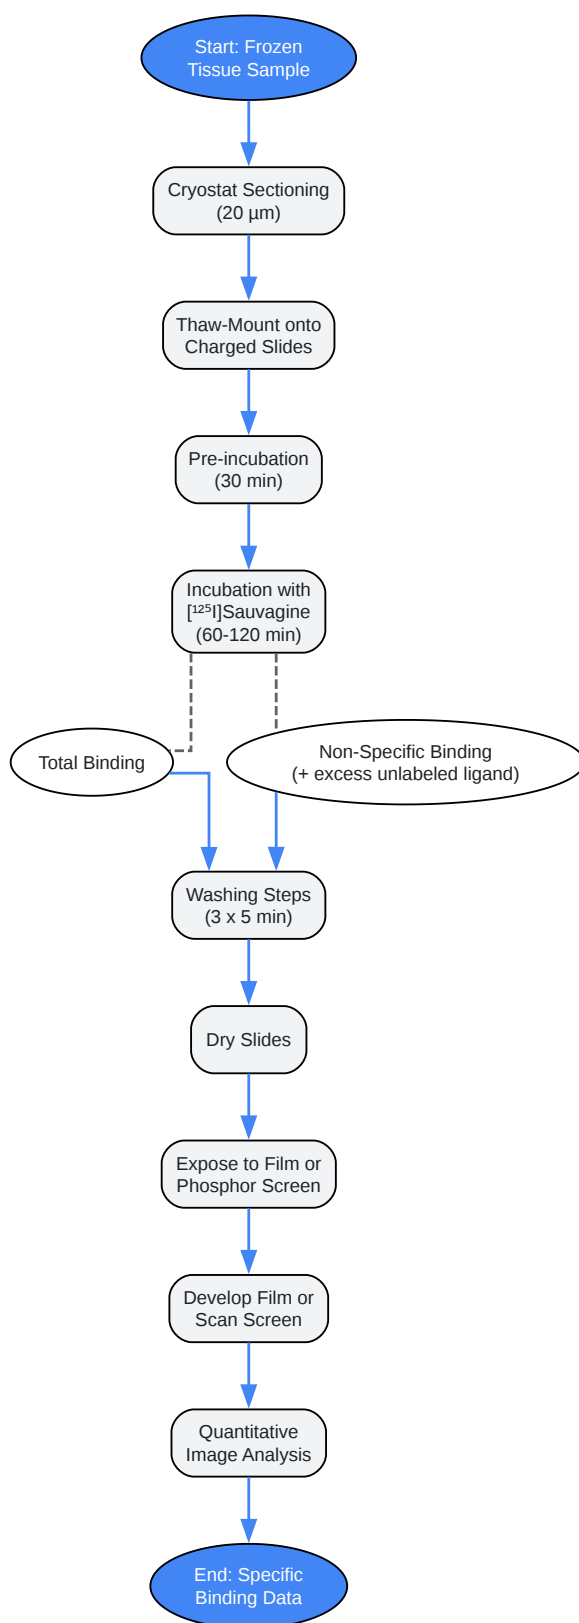 Start: Frozen
Tissue Sample
Cryostat Sectioning
(20 µm)
Thaw-Mount onto
Charged Slides
Pre-incubation
(30 min)
Incubation with
[¹²⁵I]Sauvagine
(60-120 min)
Total Binding
Non-Specific Binding
(+ excess unlabeled ligand)
Washing Steps
(3 x 5 min)
Dry Slides
Expose to Film or
Phosphor Screen
Develop Film or
Scan Screen
Quantitative
Image Analysis
End: Specific
Binding Data